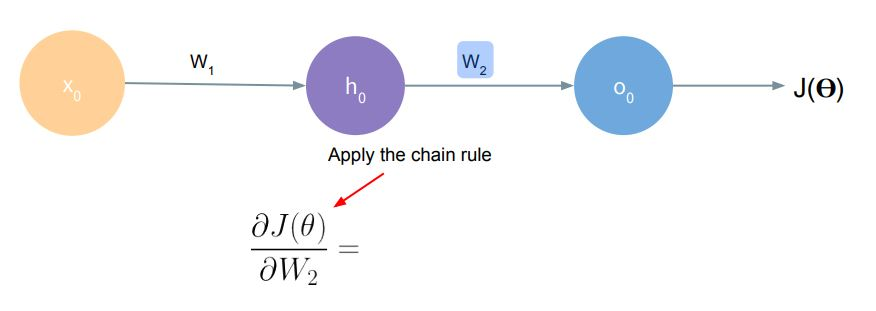 x₀ W₁ h₀ W₂ o₀ J(Θ)
Apply the chain rule
∂J(θ)/∂W₂ =